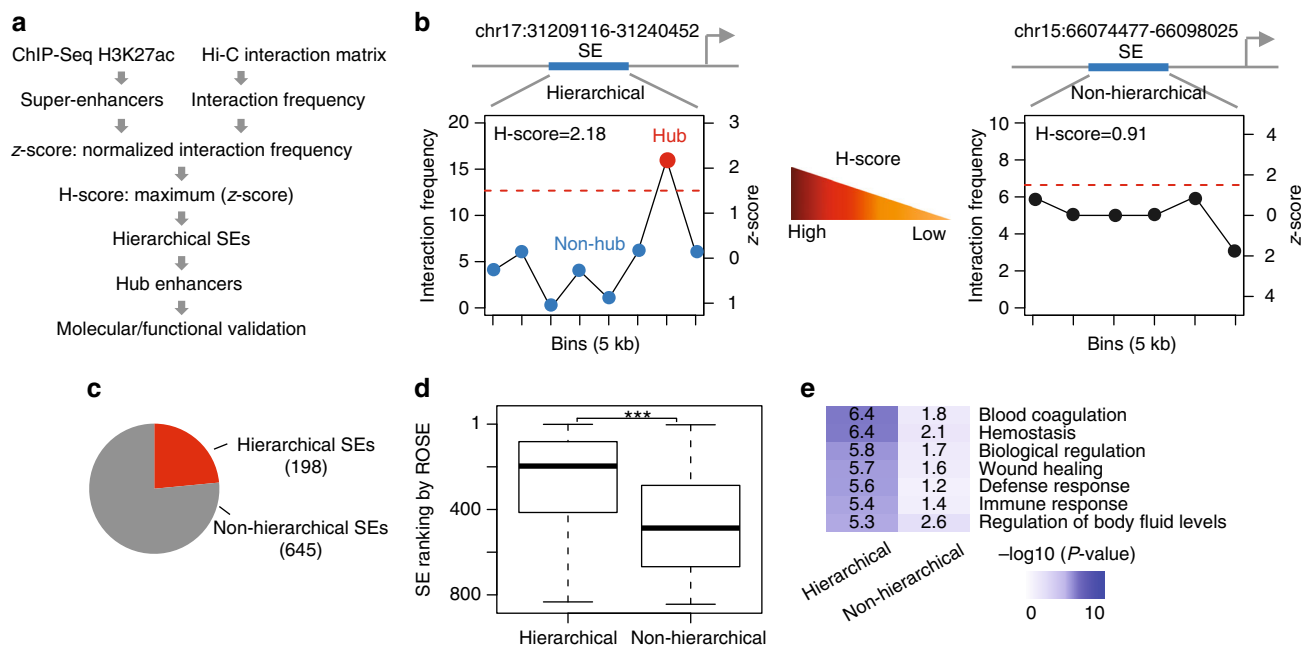 a
ChIP-Seq H3K27ac
Hi-C interaction matrix
Super-enhancers
Interaction frequency
z-score: normalized interaction frequency
H-score: maximum (z-score)
Hierarchical SEs
Hub enhancers
Molecular/functional validation
b
chr17:31209116-31240452
SE
Hierarchical
H-score=2.18
Hub
Non-hub
Interaction frequency
20
15
10
5
0
3
2
1
0
1
z-score
Bins (5 kb)
H-score
High
Low
chr15:66074477-66098025
SE
Non-hierarchical
H-score=0.91
Interaction frequency
10
8
6
4
2
0
4
2
0
2
4
z-score
Bins (5 kb)
c
Hierarchical SEs
(198)
Non-hierarchical SEs
(645)
d
SE ranking by ROSE
1
400
800
***
Hierarchical
Non-hierarchical
e
6.4 1.8 Blood coagulation
6.4 2.1 Hemostasis
5.8 1.7 Biological regulation
5.7 1.6 Wound healing
5.6 1.2 Defense response
5.4 1.4 Immune response
5.3 2.6 Regulation of body fluid levels
Hierarchical
Non-hierarchical
–log10 (P-value)
0 10